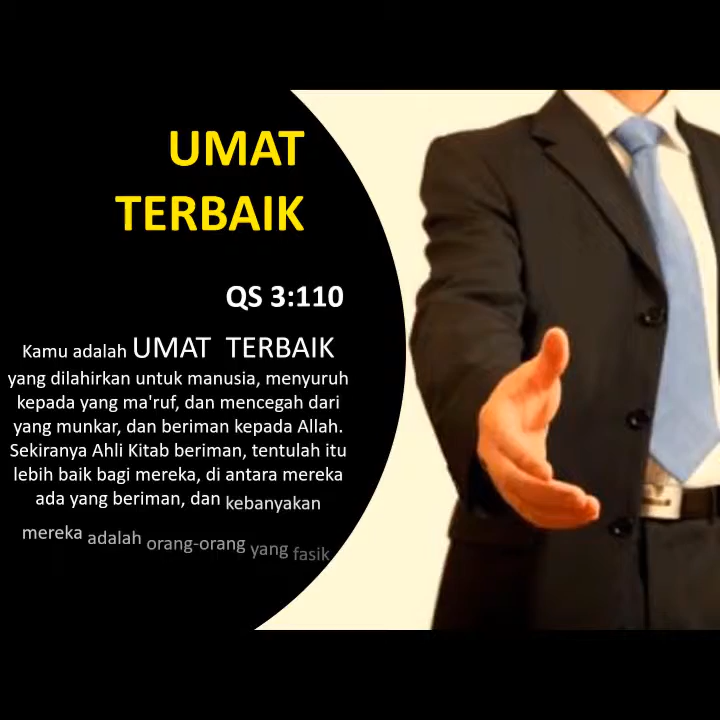 UMAT
TERBAIK
QS 3:110
Kamu adalah UMAT TERBAIK
yang dilahirkan untuk manusia, menyuruh
kepada yang ma'ruf, dan mencegah dari
yang munkar, dan beriman kepada Allah.
Sekiranya Ahli Kitab beriman, tentulah itu
lebih baik bagi mereka, di antara mereka
ada yang beriman, dan kebanyakan
mereka adalah orang-orang yang fasik